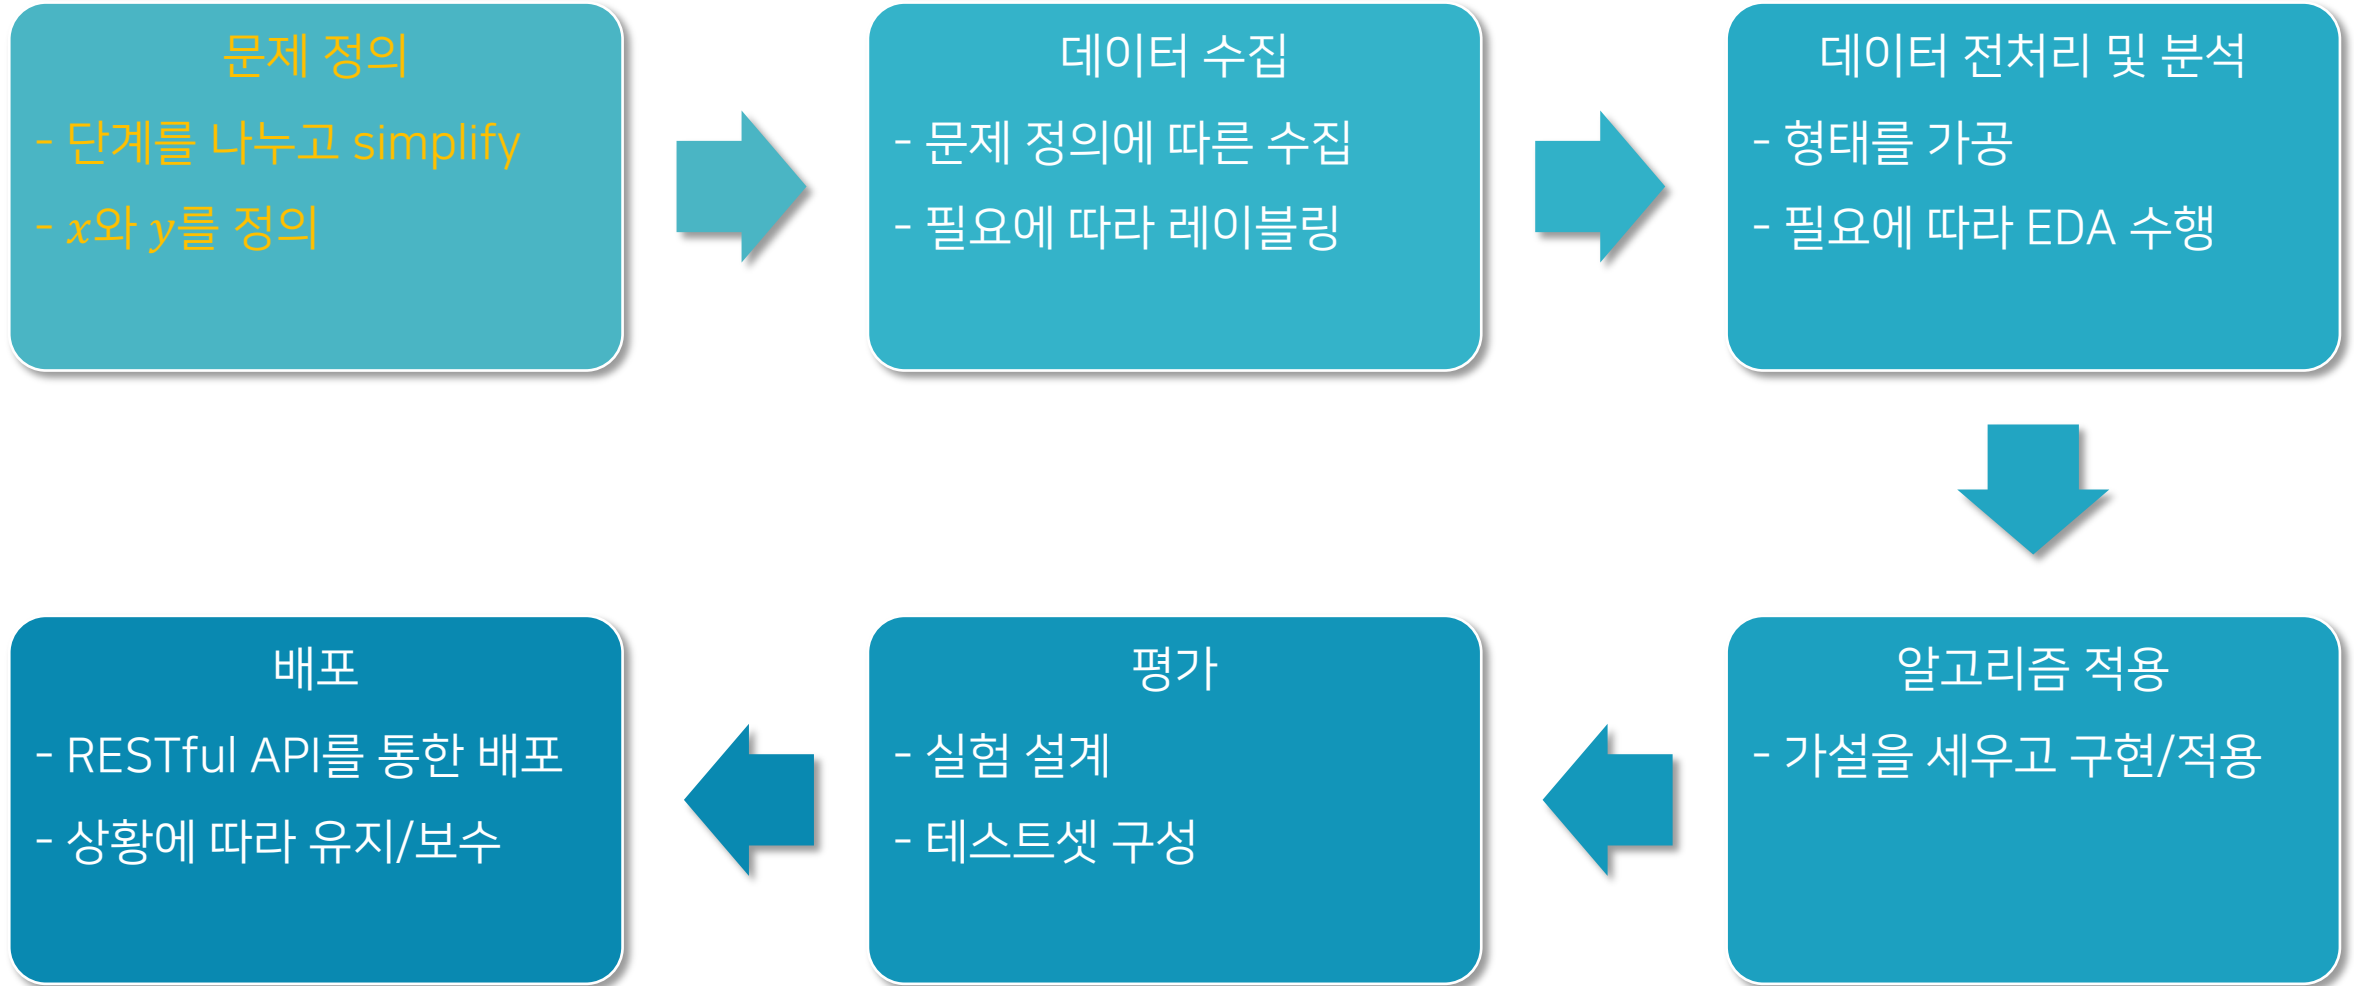 문제 정의
- 단계를 나누고 simplify
- x와 y를 정의
데이터 수집
- 문제 정의에 따른 수집
- 필요에 따라 레이블링
데이터 전처리 및 분석
- 형태를 가공
- 필요에 따라 EDA 수행
알고리즘 적용
- 가설을 세우고 구현/적용
평가
- 실험 설계
- 테스트셋 구성
배포
- RESTful API를 통한 배포
- 상황에 따라 유지/보수